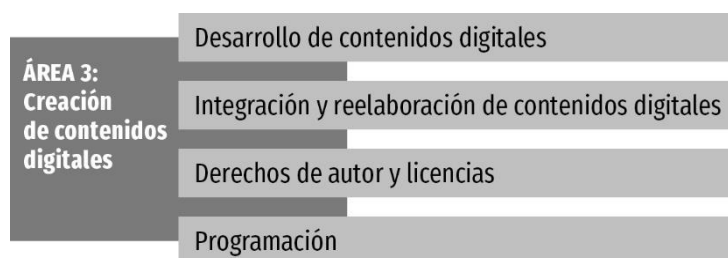 ÁREA 3:
Creación
de contenidos
digitales
Desarrollo de contenidos digitales
Integración y reelaboración de contenidos digitales
Derechos de autor y licencias
Programación